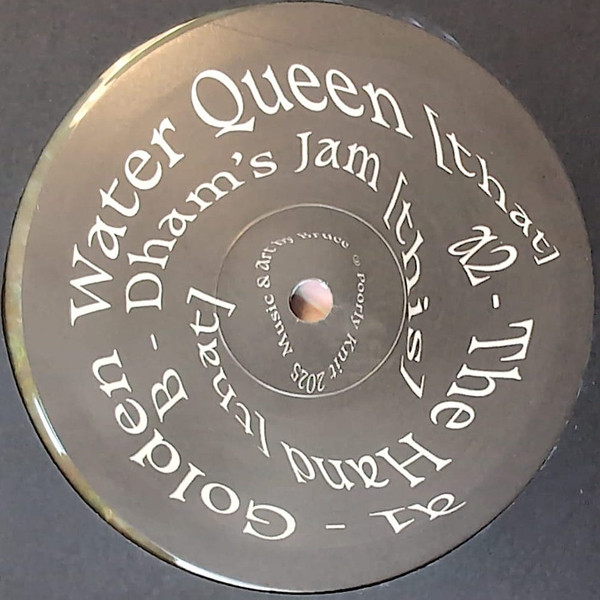 a1 - Golden Water Queen [that]
a2 - The Hand [that]
B - Dham's Jam [this]
Music & Art by Bruce @ Poorly Knit 2025